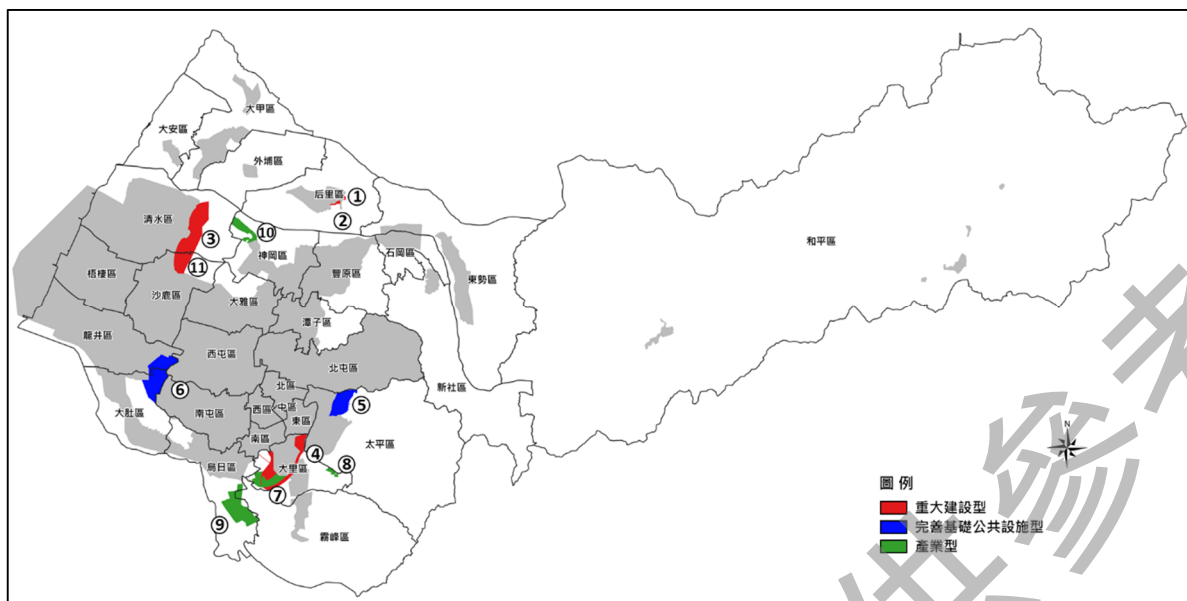 大甲區
大安區
外埔區
后里區
①
②
清水區
③
⑩
神岡區
石岡區
和平區
梧棲區
沙鹿區
⑪
大雅區
豐原區
東勢區
潭子區
龍井區
西屯區
北屯區
新社區
⑥
大肚區
南屯區
北區
西區
中區
東區
⑤
太平區
南區
烏日區
大里區
④
⑧
⑦
⑨
霧峰區
N
圖例
重大建設型
完善基礎公共設施型
產業型
供參考